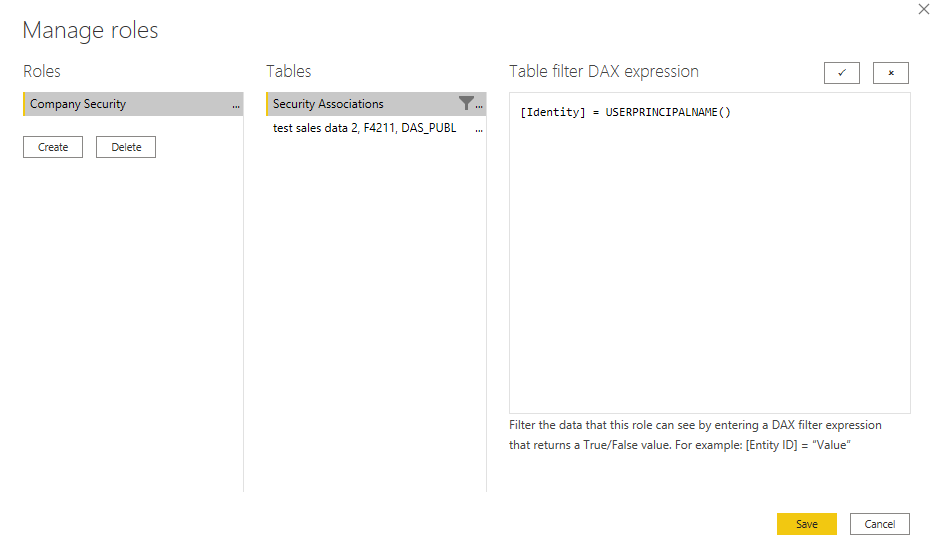 Manage roles
Roles
Tables
Table filter DAX expression
Company Security
...
Security Associations
...
[Identity] = USERPRINCIPALNAME()
test sales data 2, F4211, DAS_PUBL
...
Create
Delete
Filter the data that this role can see by entering a DAX filter expression
that returns a True/False value. For example: [Entity ID] = “Value”
Save
Cancel